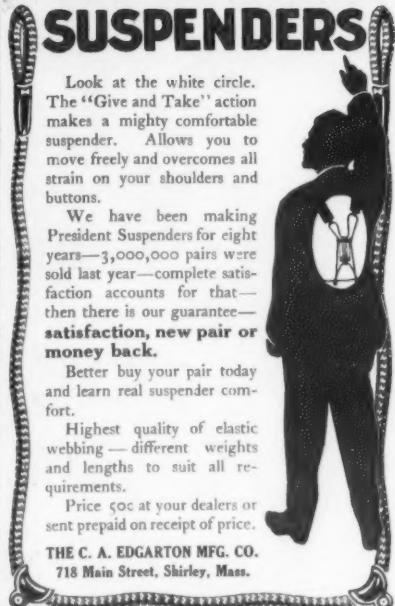 SUSPENDERS
Look at the white circle.
The "Give and Take" action
makes a mighty comfortable
suspender. Allows you to
move freely and overcomes all
strain on your shoulders and
buttons.
We have been making
President Suspenders for eight
years—3,000,000 pairs were
sold last year—complete satis-
faction accounts for that—
then there is our guarantee—
satisfaction, new pair or
money back.
Better buy your pair today
and learn real suspender com-
fort.
Highest quality of elastic
webbing — different weights
and lengths to suit all re-
quirements.
Price 50c at your dealers or
sent prepaid on receipt of price.
THE C. A. EDGARTON MFG. CO.
718 Main Street, Shirley, Mass.